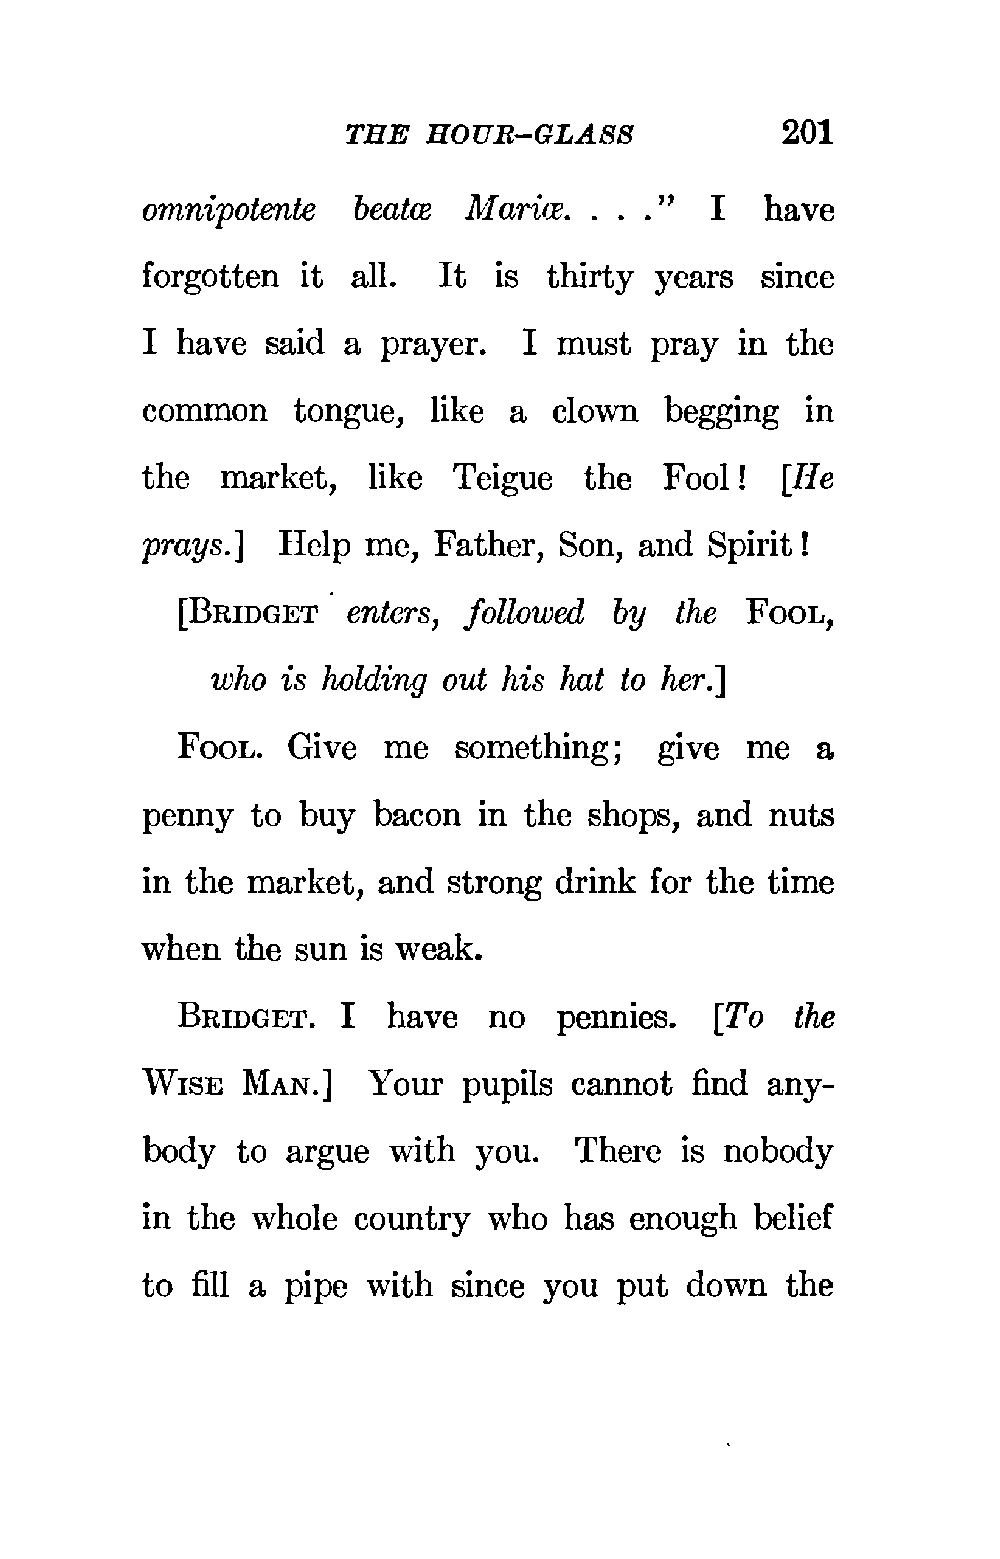 THE HOUR-GLASS 201
omnipotente beatæ Mariæ. . . ." I have
forgotten it all. It is thirty years since
I have said a prayer. I must pray in the
common tongue, like a clown begging in
the market, like Teigue the Fool! [He
prays.] Help me, Father, Son, and Spirit!
[BRIDGET enters, followed by the FOOL,
who is holding out his hat to her.]
FOOL. Give me something; give me a
penny to buy bacon in the shops, and nuts
in the market, and strong drink for the time
when the sun is weak.
BRIDGET. I have no pennies. [To the
WISE MAN.] Your pupils cannot find any-
body to argue with you. There is nobody
in the whole country who has enough belief
to fill a pipe with since you put down the